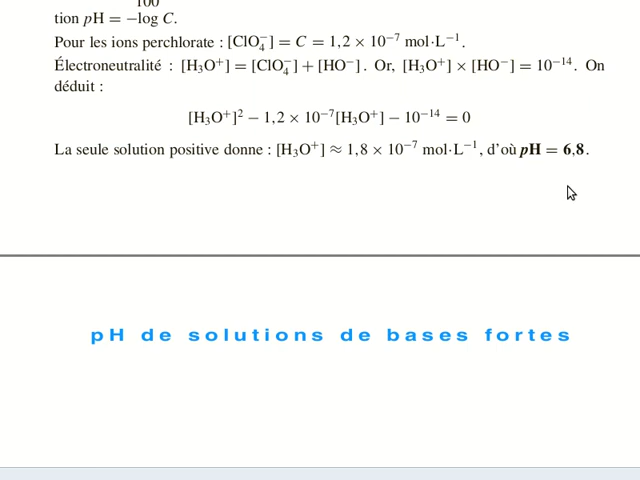 100
tion pH = −log C.
Pour les ions perchlorate : [ClO₄⁻] = C = 1,2 × 10⁻⁷ mol·L⁻¹.
Électroneutralité : [H₃O⁺] = [ClO₄⁻] + [HO⁻]. Or, [H₃O⁺] × [HO⁻] = 10⁻¹⁴. On
déduit :
[H₃O⁺]² − 1,2 × 10⁻⁷[H₃O⁺] − 10⁻¹⁴ = 0
La seule solution positive donne : [H₃O⁺] ≈ 1,8 × 10⁻⁷ mol·L⁻¹, d'où pH = 6,8.
pH de solutions de bases fortes